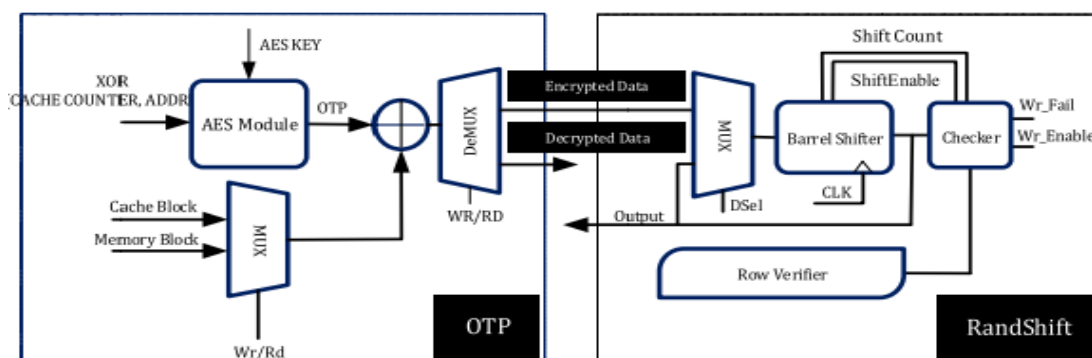 AES KEY
XOR
(CACHE COUNTER, ADDR)
AES Module
OTP
DeMUX
Encrypted Data
Decrypted Data
WR/RD
Cache Block
Memory Block
MUX
Wr/Rd
OTP
Shift Count
ShiftEnable
MUX
Barrel Shifter
CLK
Checker
Wr_Fail
Wr_Enable
DSel
Output
Row Verifier
RandShift